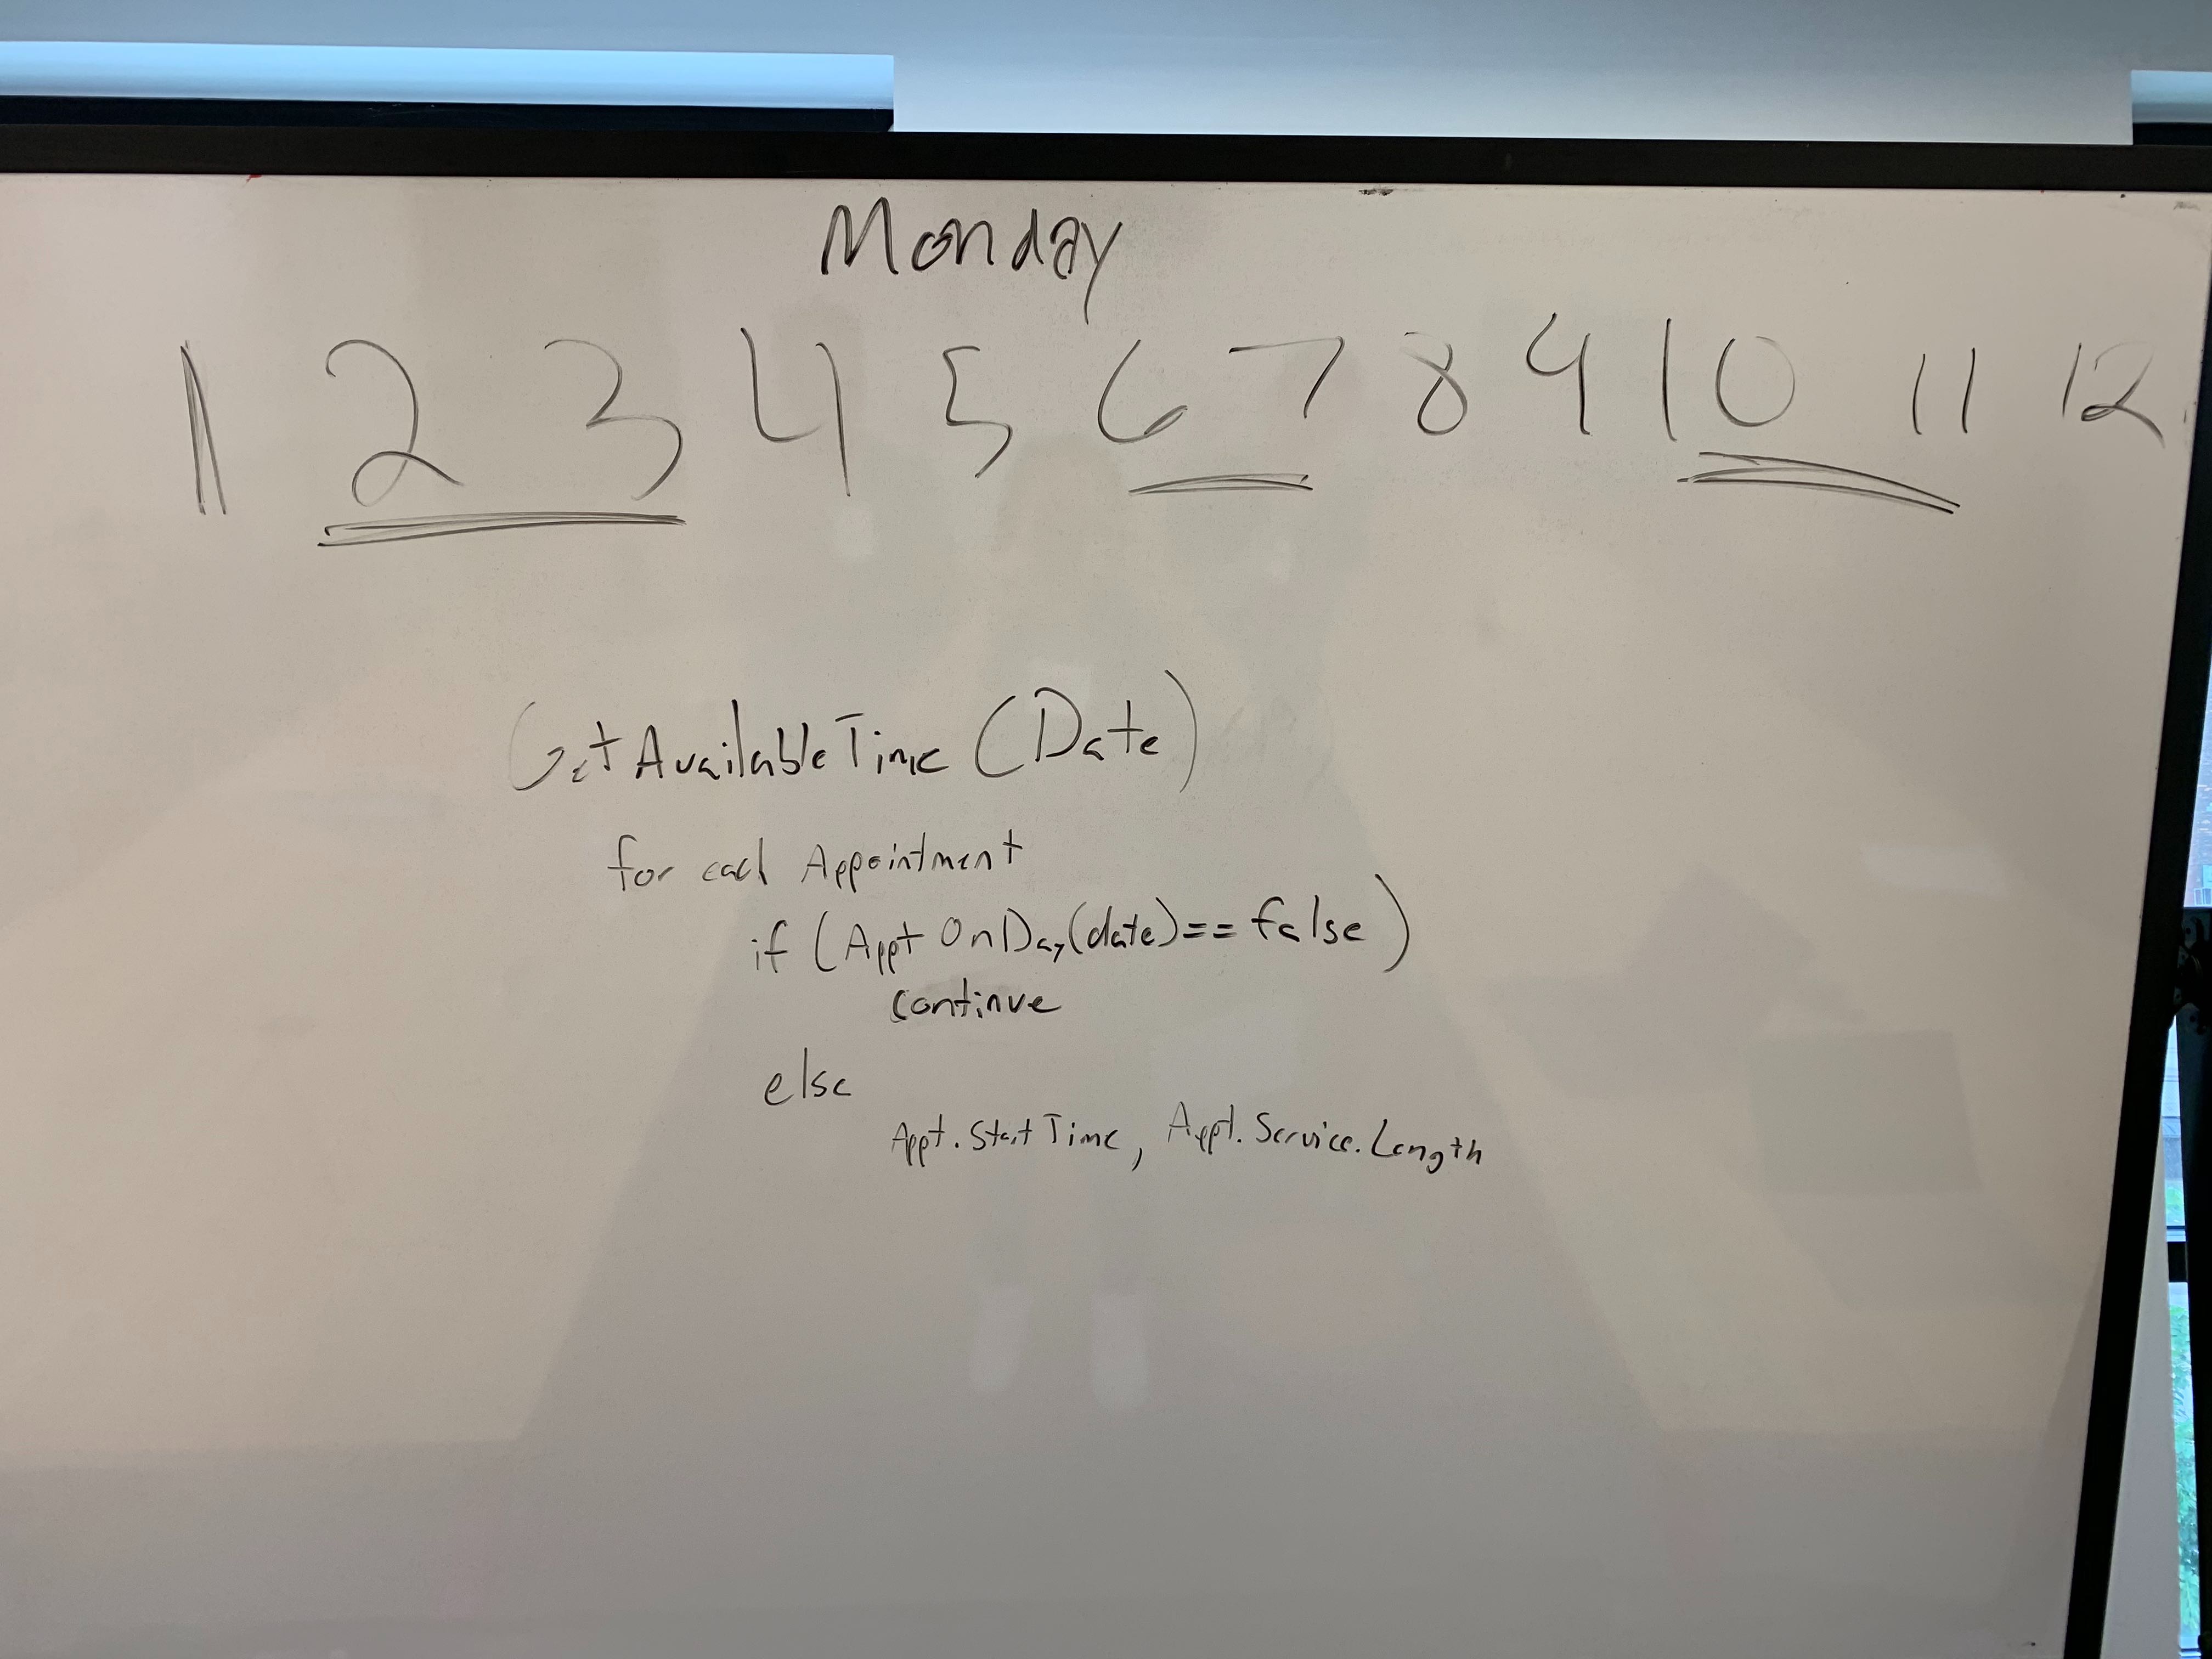 Monday
1 2 3 4 5 6 7 8 9 10 11 12
GetAvailableTime (Date)
for each Appointment
if (Appt OnDay(date)== false)
continue
else
Appt.StartTime, Appt.Service.Length